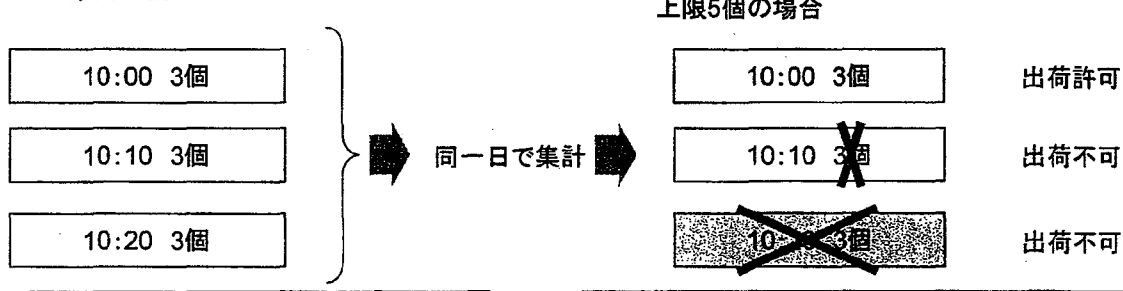 上限5個の場合
10:00 3個
10:10 3個
10:20 3個
同一日で集計
10:00 3個 出荷許可
10:10 3個 出荷不可
3個 出荷不可